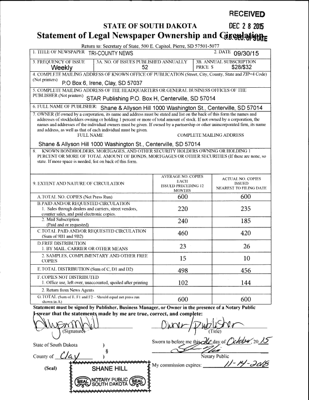 RECEIVED
DEC 28 2015
STATE OF SOUTH DAKOTA
Statement of Legal Newspaper Ownership and Circulation
Return to: Secretary of State, 500 E. Capitol, Pierre, SD 57501-5077
1. TITLE OF NEWSPAPER TRI-COUNTY NEWS 2. DATE 09/30/15
3. FREQUENCY OF ISSUE 3A. NO. OF ISSUES PUBLISHED ANNUALLY 3B. ANNUAL SUBSCRIPTION
Weekly 52 PRICE $ $28/$32
4. COMPLETE MAILING ADDRESS OF KNOWN OFFICE OF PUBLICATION (Street, City, County, State and ZIP+4 Code)
(Not printers) P O Box 6, Irene, Clay, SD 57037
5. COMPLETE MAILING ADDRESS OF THE HEADQUARTERS OR GENERAL BUSINESS OFFICES OF THE
PUBLISHER (Not printer) STAR Publishing P.O. Box H, Centerville, SD 57014
6. FULL NAME OF PUBLISHER Shane & Allyson Hill 1000 Washington St., Centerville, SD 57014
7. OWNER (If owned by a corporation, its name and address must be stated and list on the back of this form the names and
addresses of stockholders owning or holding 1 percent or more of total amount of stock. If not owned by a corporation, the
names and addresses of the individual owners must be given. If owned by a partnership or other unincorporated firm, its name
and address, as well as that of each individual must be given.
FULL NAME COMPLETE MAILING ADDRESS
Shane & Allyson Hill 1000 Washington St., Centerville, SD 57014
8. KNOWN BONDHOLDERS, MORTGAGES, AND OTHER SECURITY HOLDERS OWNING OR HOLDING 1
PERCENT OR MORE OF TOTAL AMOUNT OF BONDS, MORTGAGES OR OTHER SECURITIES (If there are none, so
state. If more space is needed, list on back of this form.
9. EXTENT AND NATURE OF CIRCULATION
AVERAGE NO. COPIES
EACH
ISSUED PRECEDING 12
MONTHS
ACTUAL NO. COPIES
ISSUED
NEAREST TO FILING DATE
A. TOTAL NO. COPIES (Net Press Run) 600 600
B. PAID AND/OR REQUESTED CIRCULATION
1. Sales through dealers and carriers, street vendors,
counter sales, and paid electronic copies 220 235
2. Mail Subscription
(Paid and or requested) 240 185
C. TOTAL PAID AND/OR REQUESTED CIRCULATION
(Sum of 9B1 and 9B2) 460 420
D. FREE DISTRIBUTION
1. BY MAIL, CARRIER OR OTHER MEANS 23 26
2. SAMPLES, COMPLIMENTARY AND OTHER FREE
COPIES 15 10
E. TOTAL DISTRIBUTION (Sum of C, D1 and D2) 498 456
F. COPIES NOT DISTRIBUTED
1. Office use, left over, unaccounted, spoiled after printing 102 144
2. Return from News Agents
G. TOTAL (Sum of E, F1 and F2 - Should equal net press run
shown in A) 600 600
Statement must be signed by Publisher, Business Manager, or Owner in the presence of a Notary Public
I swear that the statements made by me are true, correct, and complete:
Owner/Publisher
(Signature) (Title)
State of South Dakota )
Sworn to before me this day of October 20 15
County of Clay )
Notary Public
(Seal) SHANE HILL My commission expires: 11-14-2018
SEAL NOTARY PUBLIC SOUTH DAKOTA SEAL